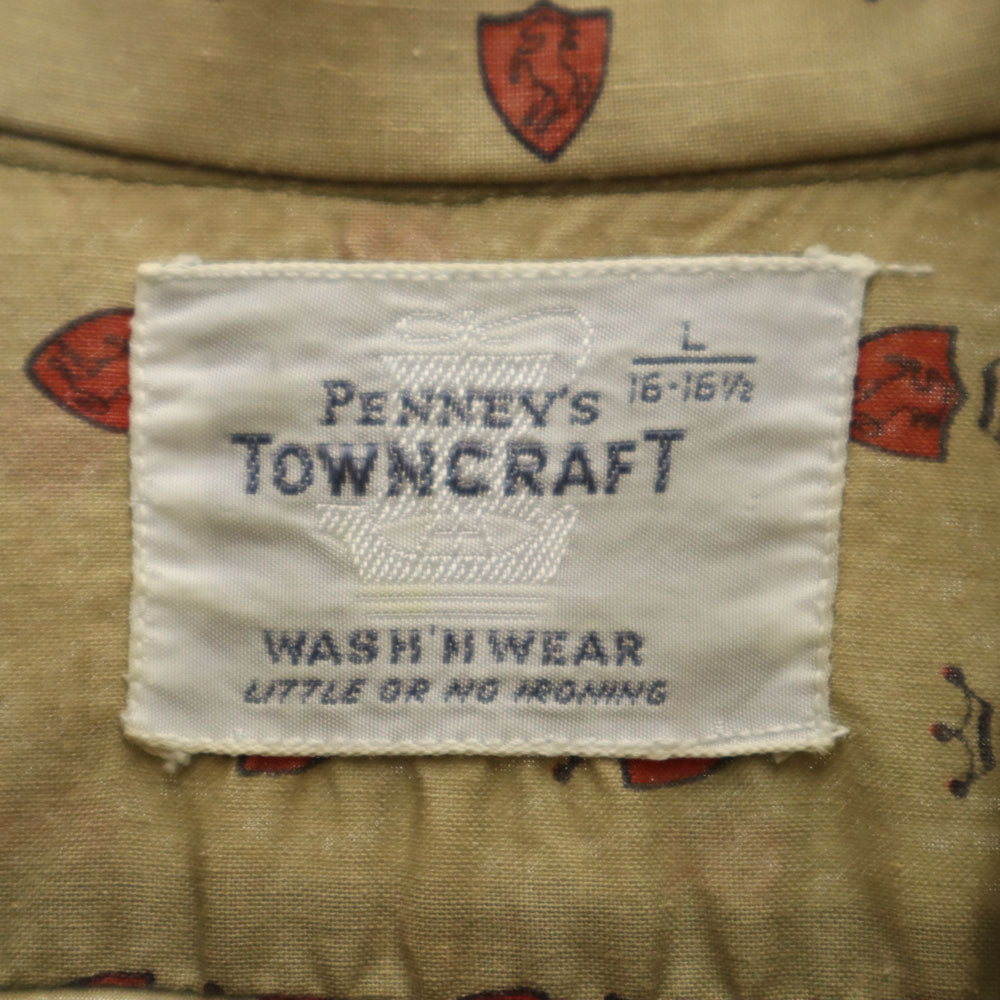 L
16-16½
PENNEY'S
TOWNCRAFT
WASH'N WEAR
LITTLE OR NO IRONING